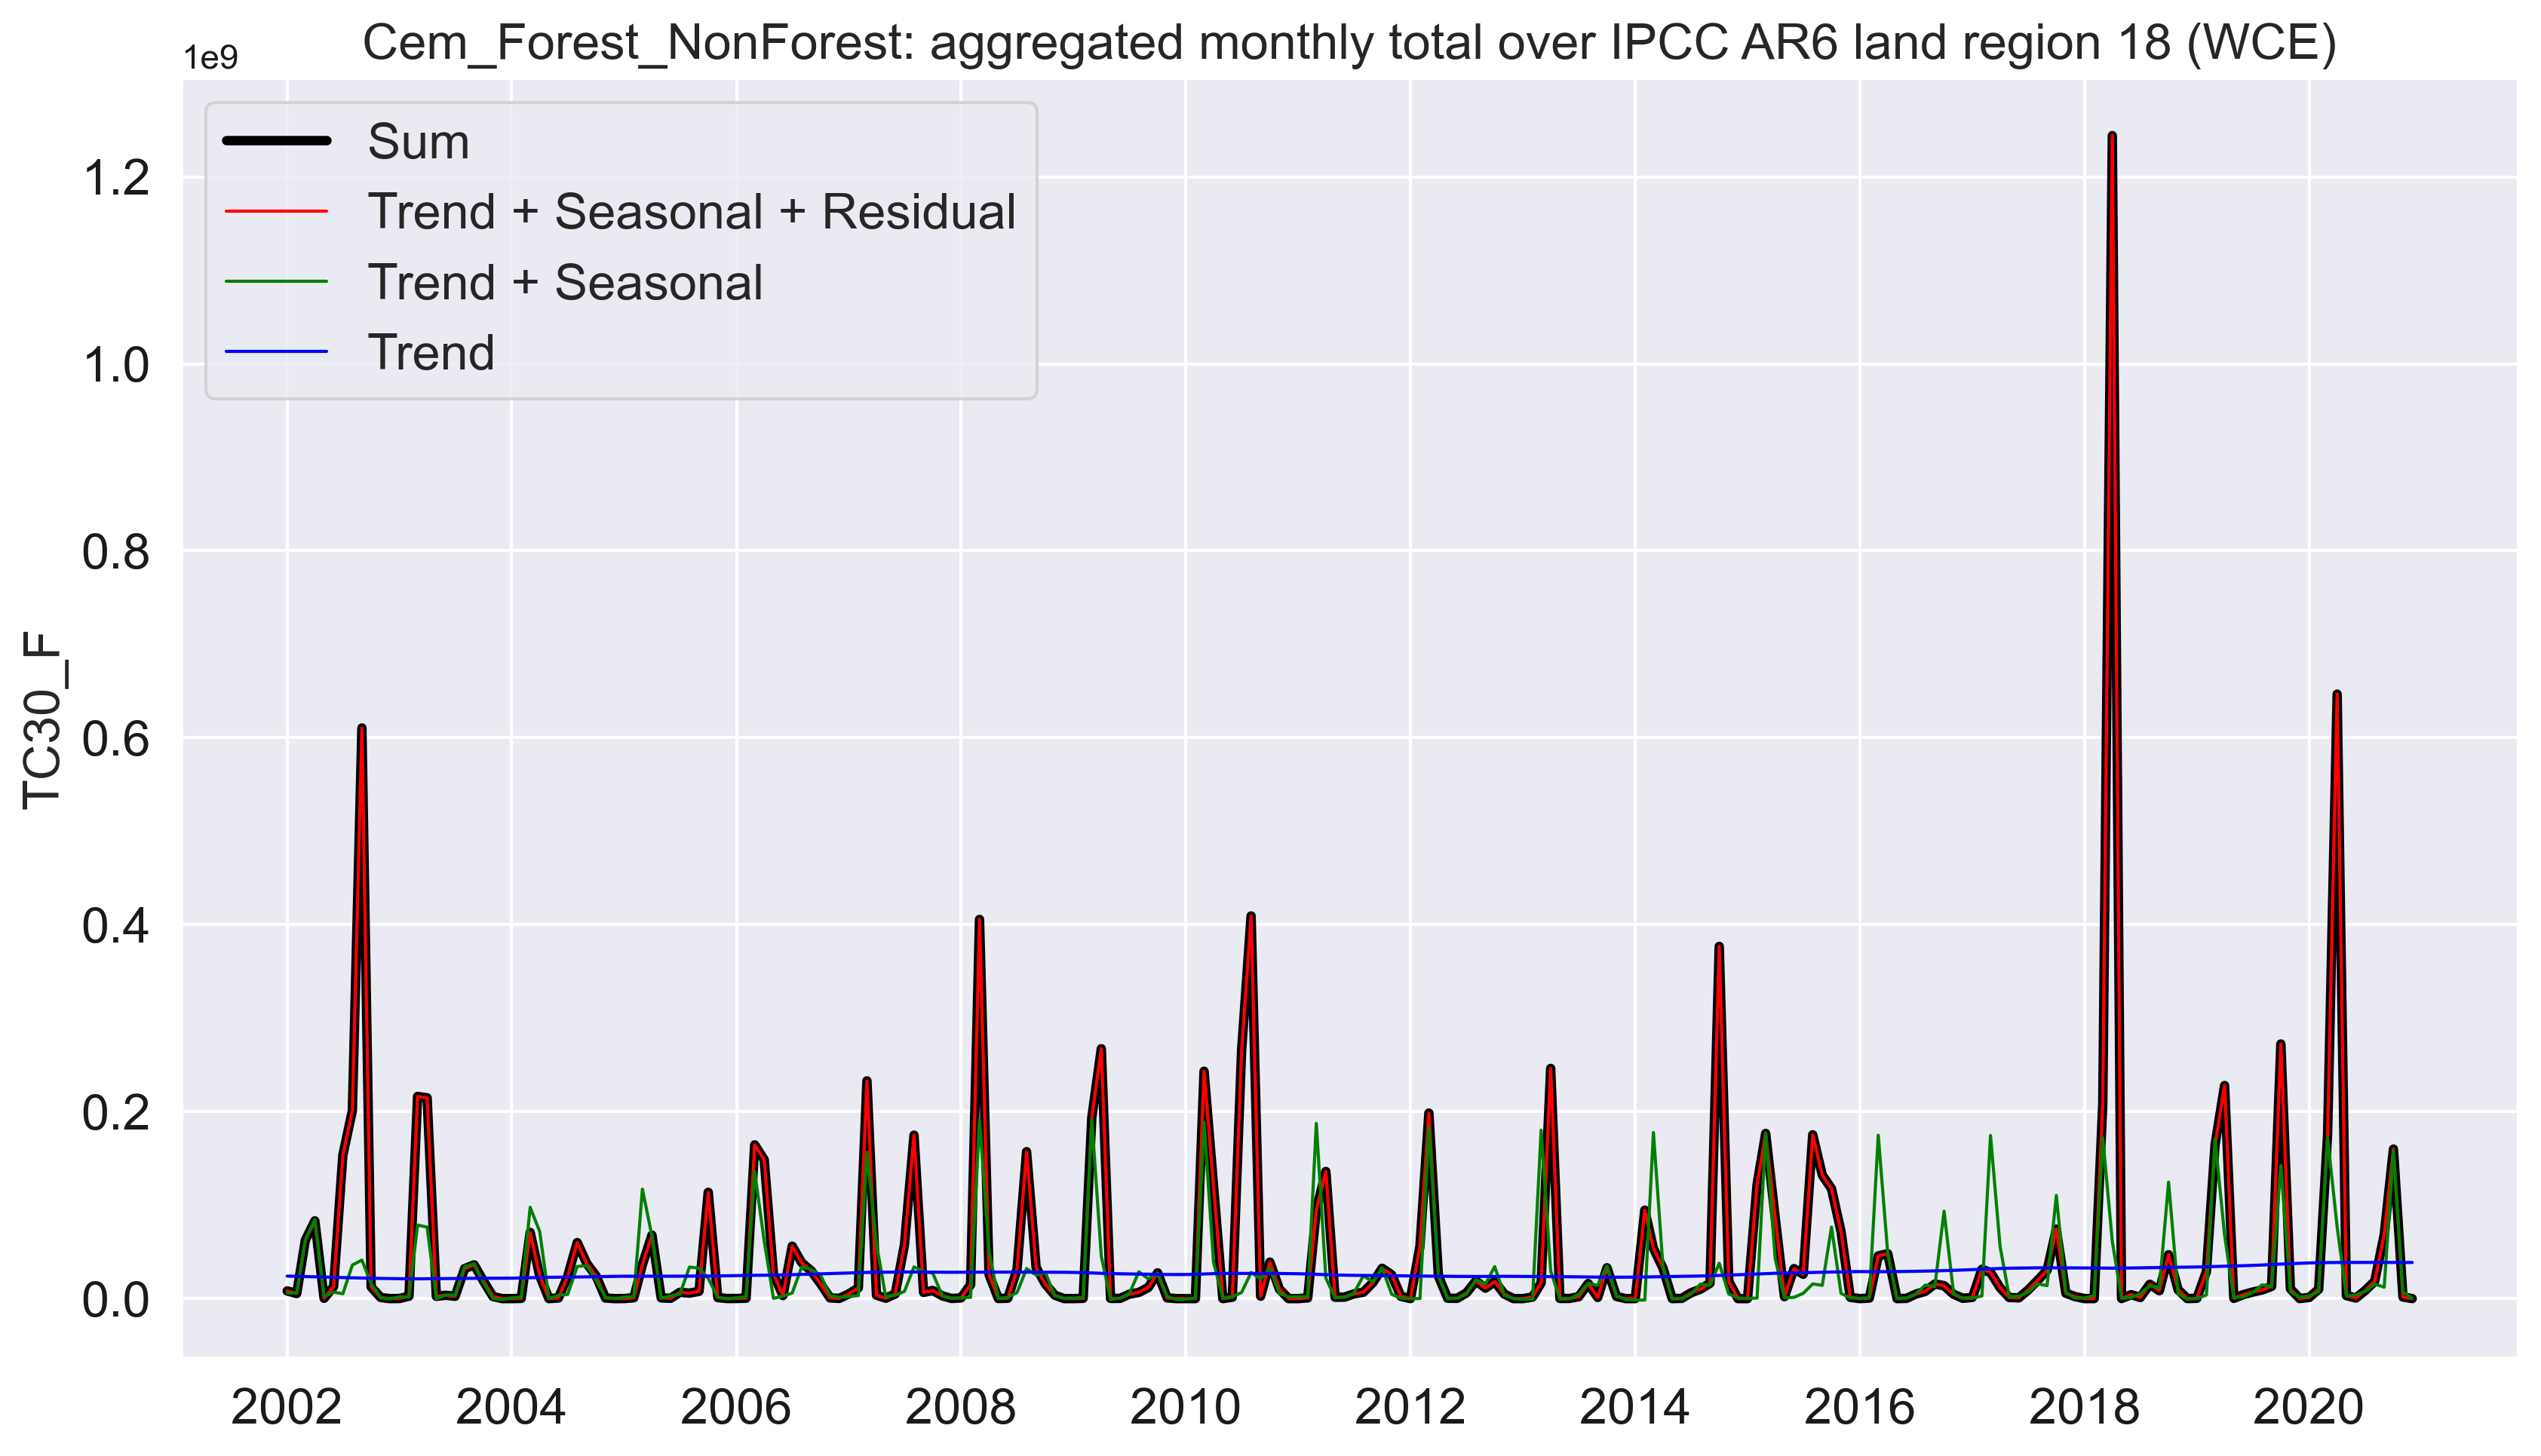 Cem_Forest_NonForest: aggregated monthly total over IPCC AR6 land region 18 (WCE)
1e9
Sum
Trend + Seasonal + Residual
Trend + Seasonal
Trend
1.2
1.0
0.8
0.6
0.4
0.2
0.0
TC30_F
2002 2004 2006 2008 2010 2012 2014 2016 2018 2020